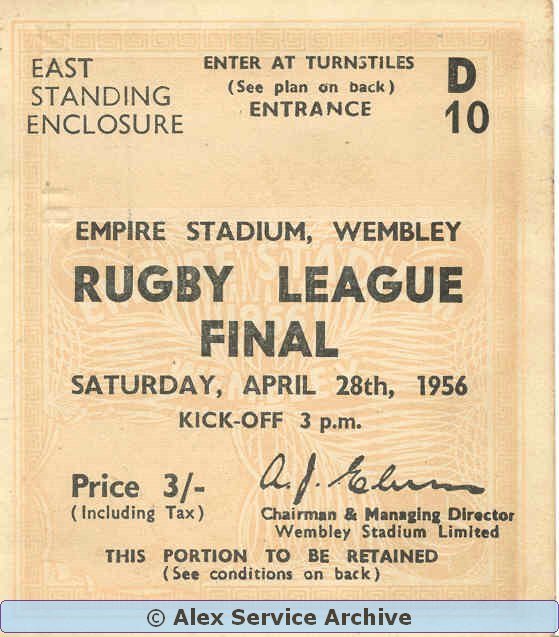 EAST
STANDING
ENCLOSURE
ENTER AT TURNSTILES
(See plan on back)
ENTRANCE
D
10
EMPIRE STADIUM, WEMBLEY
RUGBY LEAGUE
FINAL
SATURDAY, APRIL 28th, 1956
KICK-OFF 3 p.m.
Price 3/-
(Including Tax)
Chairman & Managing Director
Wembley Stadium Limited
THIS PORTION TO BE RETAINED
(See conditions on back)
© Alex Service Archive